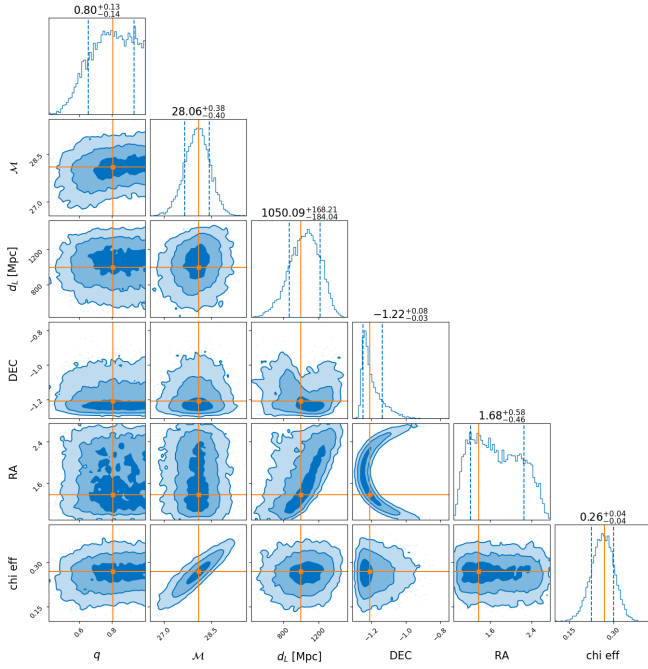 0.80+0.13−0.14
28.06+0.38−0.40
28.5
27.0
ℳ
1050.09+168.21−184.04
1200
800
d_L [Mpc]
−1.22+0.08−0.03
−0.8
−1.0
−1.2
DEC
1.68+0.58−0.46
2.4
1.6
RA
0.26+0.04−0.04
0.30
0.15
chi eff
0.6 0.8 27.0 28.5 800 1200 −1.2 −1.0 −0.8 1.6 2.4 0.15 0.30
q ℳ d_L [Mpc] DEC RA chi eff